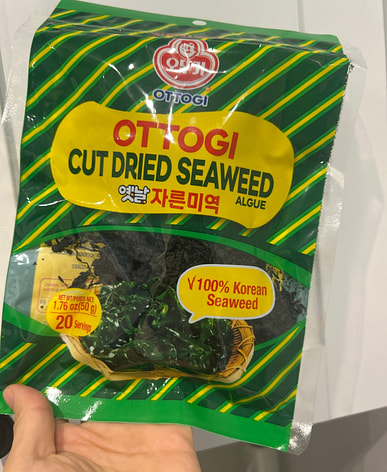 오뚜기
OTTOGI
OTTOGI
CUT DRIED SEAWEED
ALGUE
옛날 자른미역
√100% Korean
Seaweed
NET WT./POIDS NET.
1.76 oz(50 g)
20 Servings